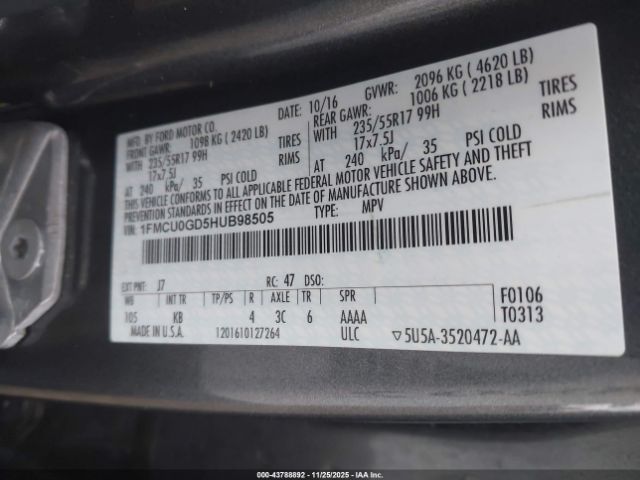 MFD. BY FORD MOTOR CO.
DATE: 10/16 GVWR: 2096 KG ( 4620 LB)
FRONT GAWR: 1098 KG ( 2420 LB) REAR GAWR: 1006 KG ( 2218 LB)
WITH 235/55R17 99H TIRES WITH 235/55R17 99H TIRES
17x7.5J RIMS 17x7.5J RIMS
AT 240 kPa/ 35 PSI COLD AT 240 kPa/ 35 PSI COLD
THIS VEHICLE CONFORMS TO ALL APPLICABLE FEDERAL MOTOR VEHICLE SAFETY AND THEFT
PREVENTION STANDARDS IN EFFECT ON THE DATE OF MANUFACTURE SHOWN ABOVE.
VIN: 1FMCU0GD5HUB98505 TYPE: MPV
EXT PNT: J7 RC: 47 DSO:
WB INT TR TP/PS R AXLE TR SPR F0106
105 KB 4 3C 6 AAAA T0313
MADE IN U.S.A. 1201610127264 ULC ▽5U5A-3520472-AA
000-43788892 - 11/25/2025 - IAA Inc.